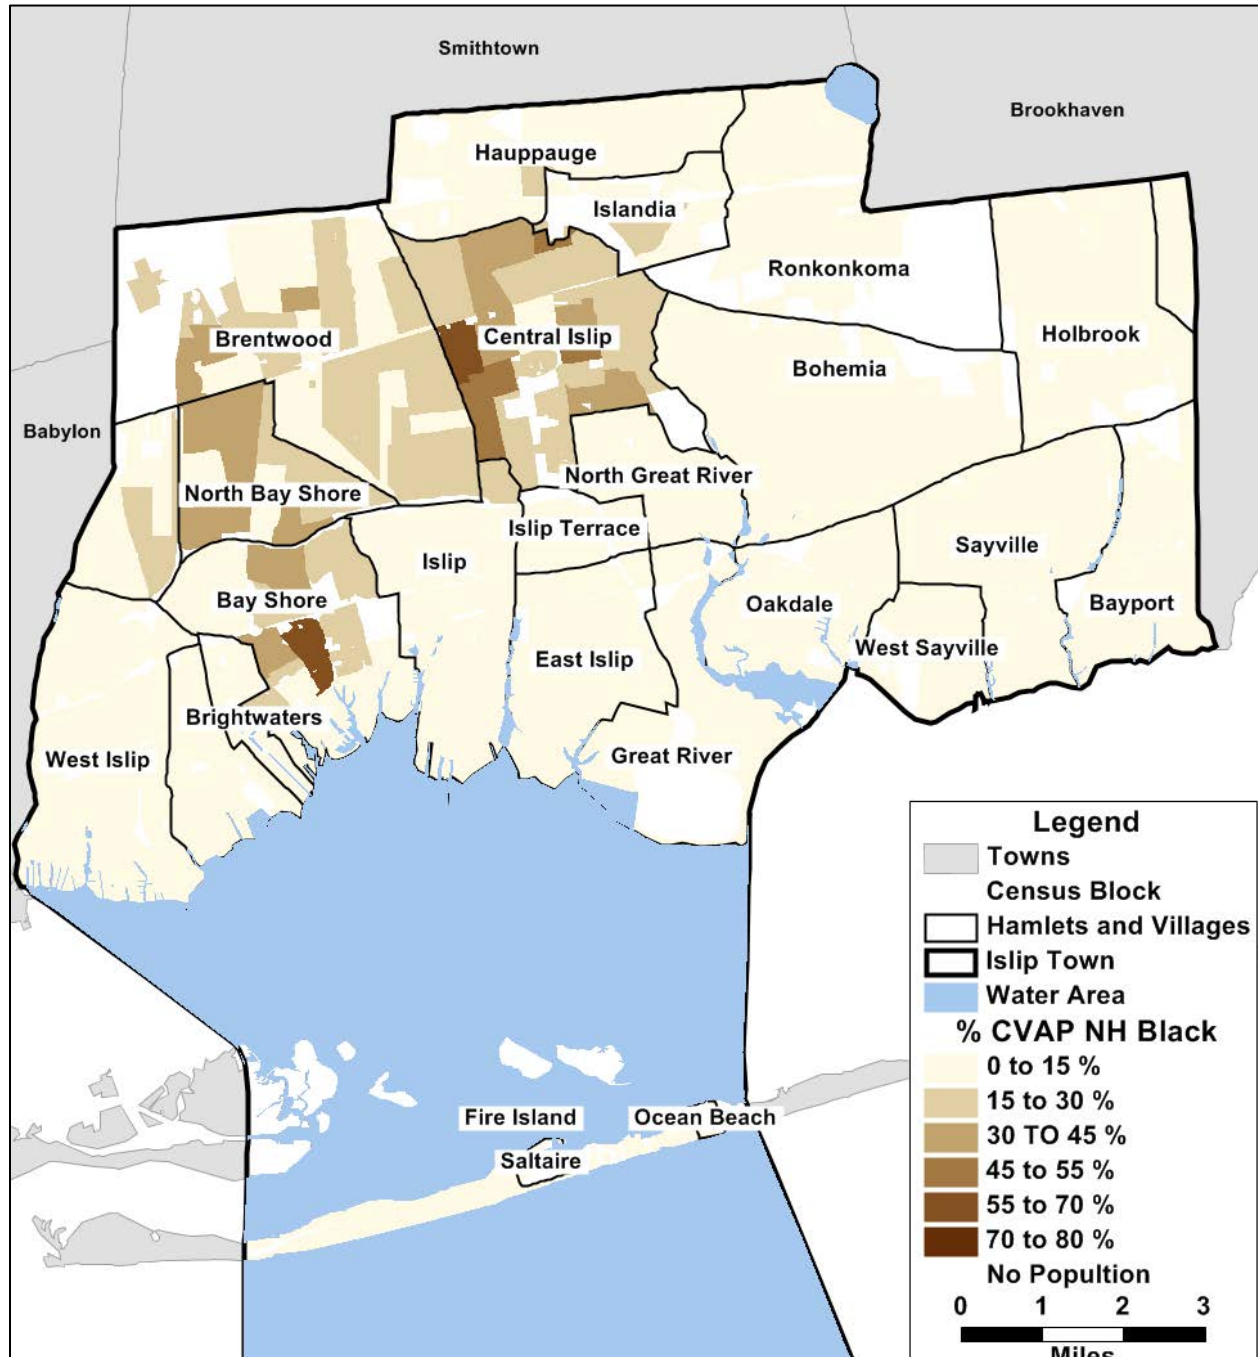 Smithtown
Brookhaven
Hauppauge
Islandia
Ronkonkoma
Brentwood
Central Islip
Holbrook
Bohemia
Babylon
North Great River
North Bay Shore
Islip Terrace
Islip
Sayville
Bay Shore
Oakdale
Bayport
West Sayville
East Islip
Brightwaters
West Islip
Great River
Fire Island
Ocean Beach
Saltaire
Legend
Towns
Census Block
Hamlets and Villages
Islip Town
Water Area
% CVAP NH Black
0 to 15 %
15 to 30 %
30 TO 45 %
45 to 55 %
55 to 70 %
70 to 80 %
No Popultion
0 1 2 3
Miles